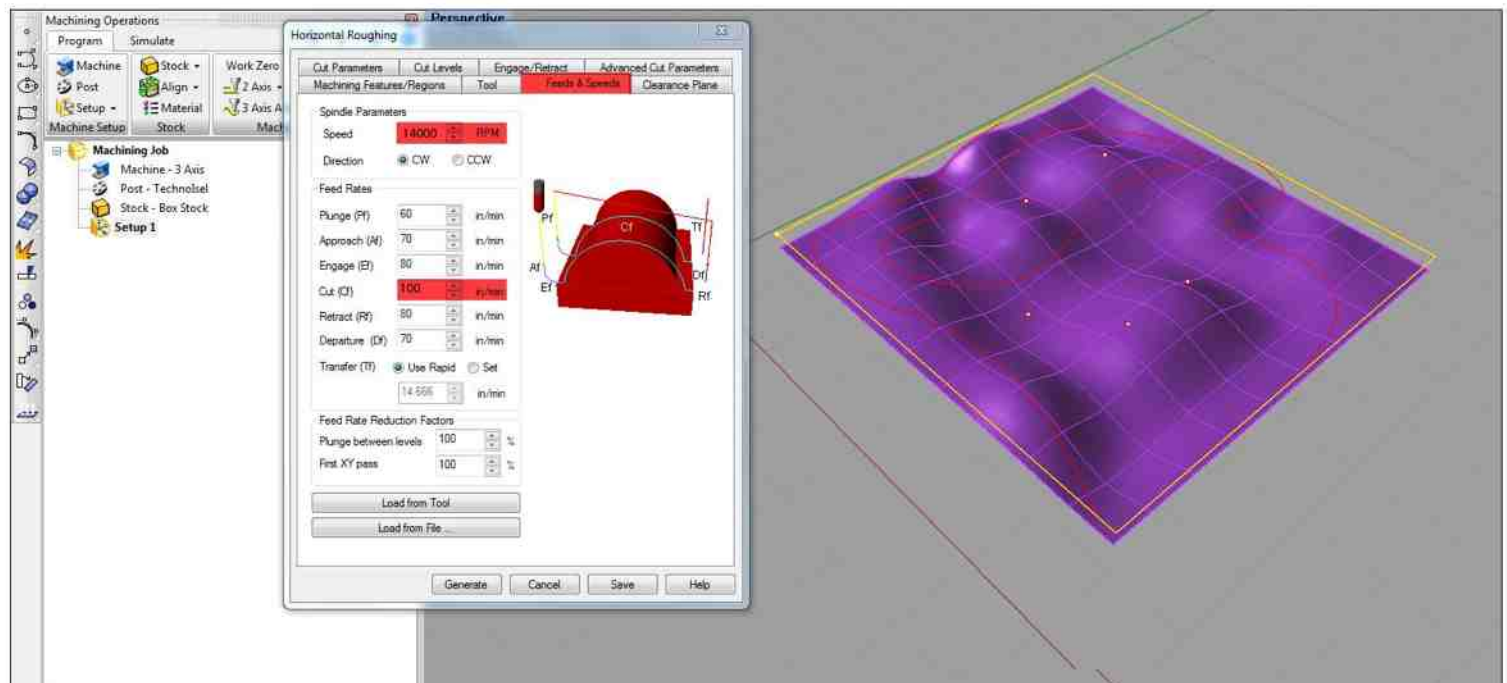 Machining Operations
Perspective
Program Simulate
Machine
Post
Setup
Machine Setup
Stock
Align
Material
Stock
Work Zero
2 Axis
3 Axis A
Mach
Machining Job
Machine - 3 Axis
Post - TechnoIsel
Stock - Box Stock
Setup 1
Horizontal Roughing
Cut Parameters Cut Levels Engage/Retract Advanced Cut Parameters
Machining Features/Regions Tool Feeds & Speeds Clearance Plane
Spindle Parameters
Speed 14000 RPM
Direction CW CCW
Feed Rates
Plunge (Pf) 60 in/min
Approach (Af) 70 in/min
Engage (Ef) 80 in/min
Cut (Cf) 100 in/min
Retract (Rf) 80 in/min
Departure (Df) 70 in/min
Transfer (Tf) Use Rapid Set
14.666 in/min
Feed Rate Reduction Factors
Plunge between levels 100 %
First XY pass 100 %
Load from Tool
Load from File ...
Generate Cancel Save Help
Pf
Cf
Tf
Af
Df
Ef
Rf